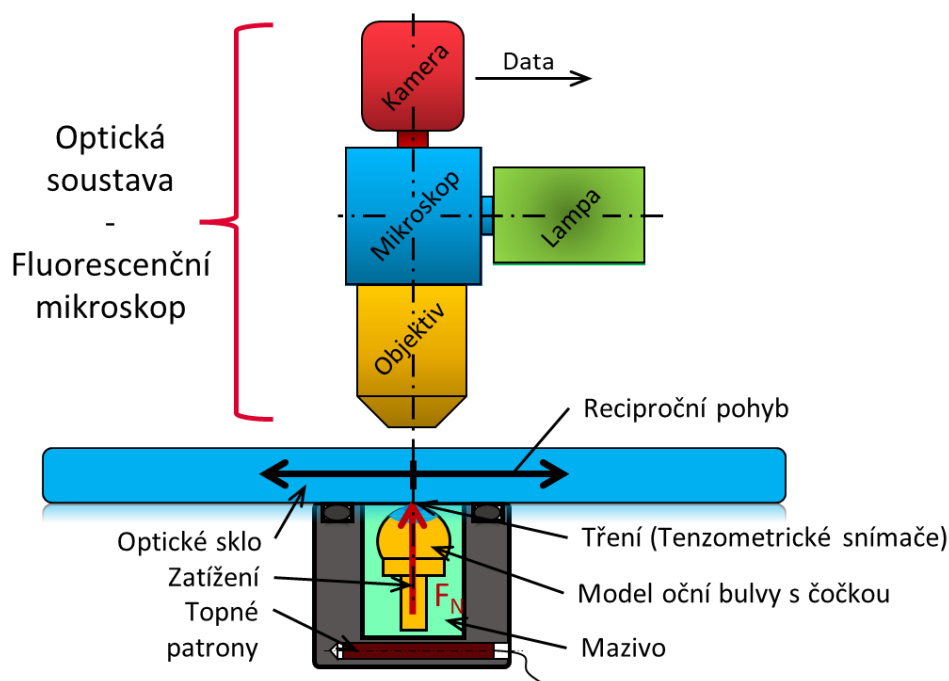 Kamera
Data
Optická
soustava
-
Fluorescenční
mikroskop
Mikroskop
Lampa
Objektiv
Reciproční pohyb
Optické sklo
Zatížení
Topné
patrony
F_N
Tření (Tenzometrické snímače)
Model oční bulvy s čočkou
Mazivo